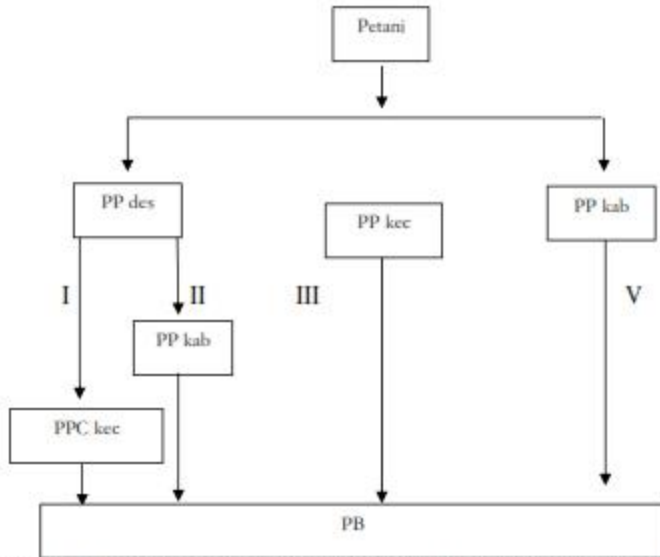 Petani
PP des
PP kec
PP kab
I
II
III
V
PP kab
PPC kec
PB